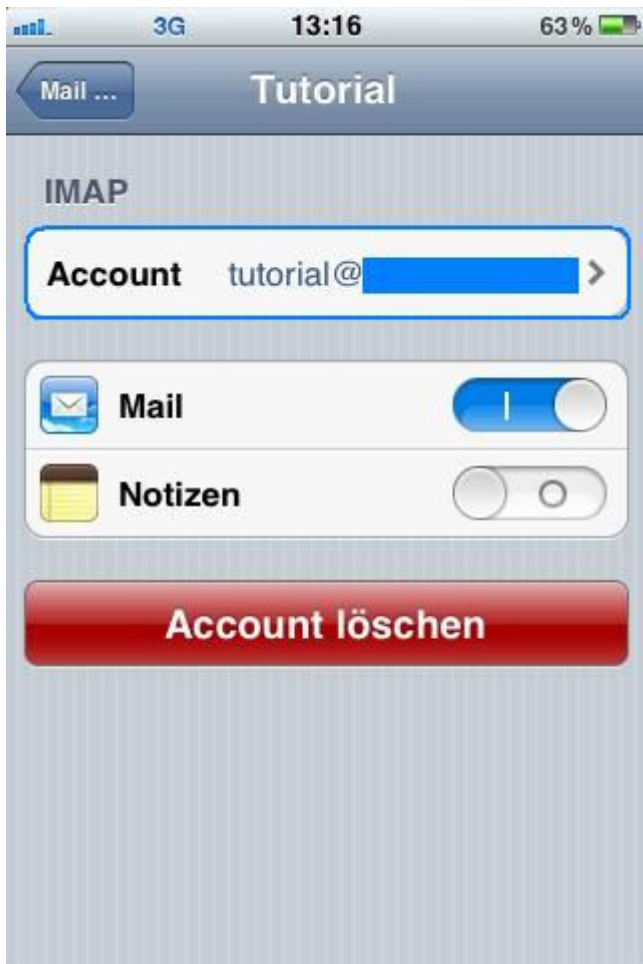 3G 13:16 63 %
Mail ... Tutorial
IMAP
Account tutorial@
Mail
Notizen
Account löschen